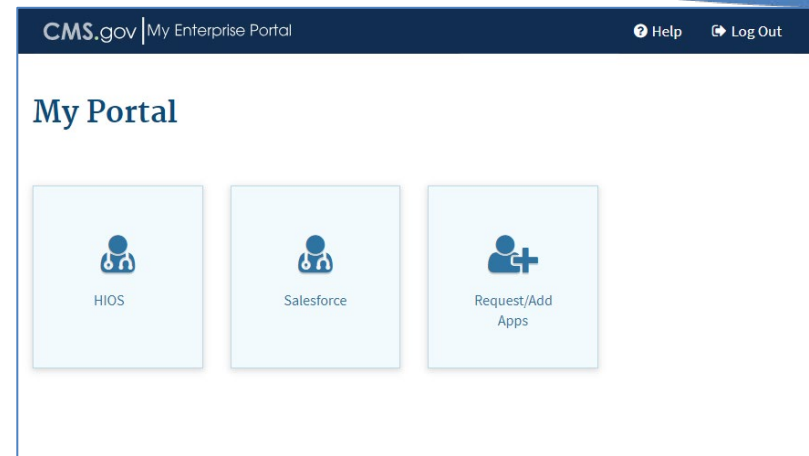 CMS.gov My Enterprise Portal
Help
Log Out
My Portal
HIOS
Salesforce
Request/Add
Apps